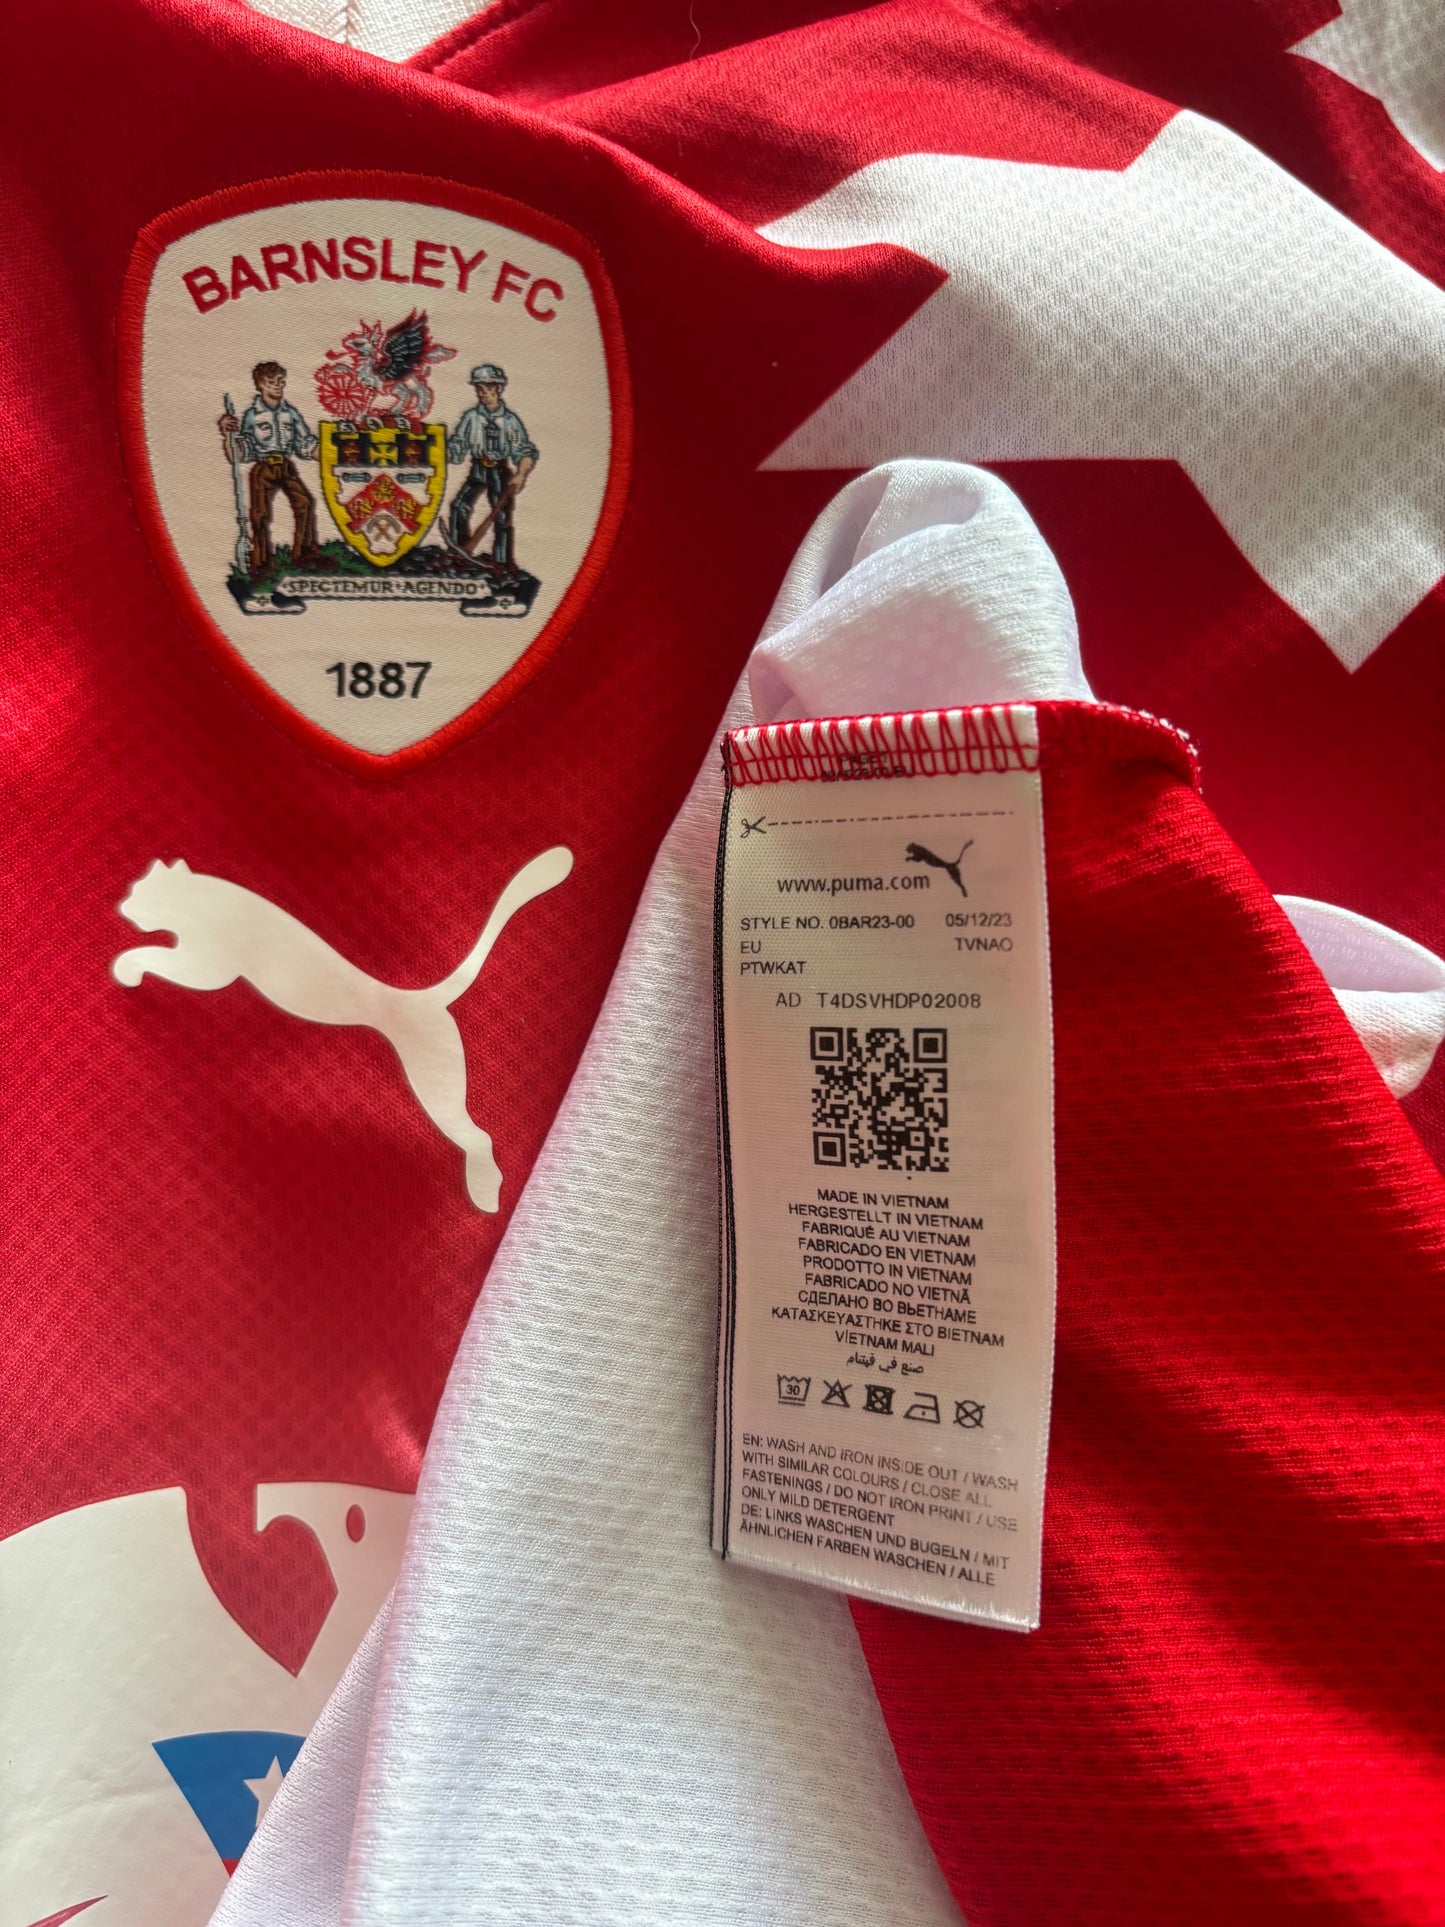 BARNSLEY FC
SPECTEMUR·AGENDO
1887
www.puma.com
STYLE NO. 0BAR23-00 05/12/23
EU TVNAO
PTWKAT
AD T4DSVHDP02008
MADE IN VIETNAM
HERGESTELLT IN VIETNAM
FABRIQUÉ AU VIETNAM
FABRICADO EN VIETNAM
PRODOTTO IN VIETNAM
FABRICADO NO VIETNÃ
СДЕЛАНО ВО ВЬЕТНАМЕ
ΚΑΤΑΣΚΕΥΑΣΤΗΚΕ ΣΤΟ ΒΙΕΤΝΑΜ
VİETNAM MALI
صنع في فيتنام
30
EN: WASH AND IRON INSIDE OUT / WASH
WITH SIMILAR COLOURS / CLOSE ALL
FASTENINGS / DO NOT IRON PRINT / USE
ONLY MILD DETERGENT
DE: LINKS WASCHEN UND BÜGELN / MIT
ÄHNLICHEN FARBEN WASCHEN / ALLE